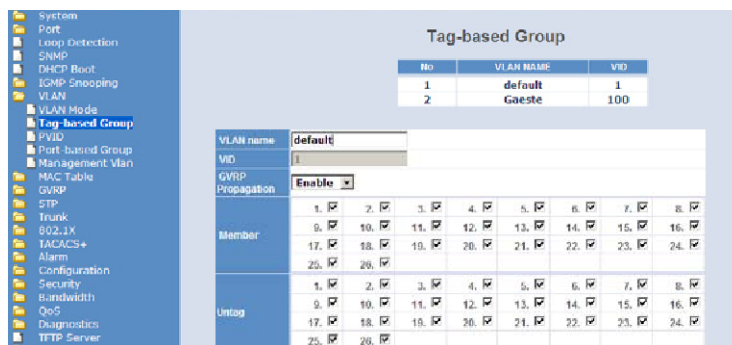 System
Port
Loop Detection
SNMP
DHCP Boot
IGMP Snooping
VLAN
VLAN Mode
Tag-based Group
PVID
Port-based Group
Management Vlan
MAC Table
GVRP
STP
Trunk
802.1X
TACACS+
Alarm
Configuration
Security
Bandwidth
QoS
Diagnostics
TFTP Server
Tag-based Group
No VLAN NAME VID
1 default 1
2 Gaeste 100
VLAN name default
VID 1
GVRP Propagation Enable
Member
1. 2. 3. 4. 5. 6. 7. 8.
9. 10. 11. 12. 13. 14. 15. 16.
17. 18. 19. 20. 21. 22. 23. 24.
25. 26.
Untag
1. 2. 3. 4. 5. 6. 7. 8.
9. 10. 11. 12. 13. 14. 15. 16.
17. 18. 19. 20. 21. 22. 23. 24.
25. 26.